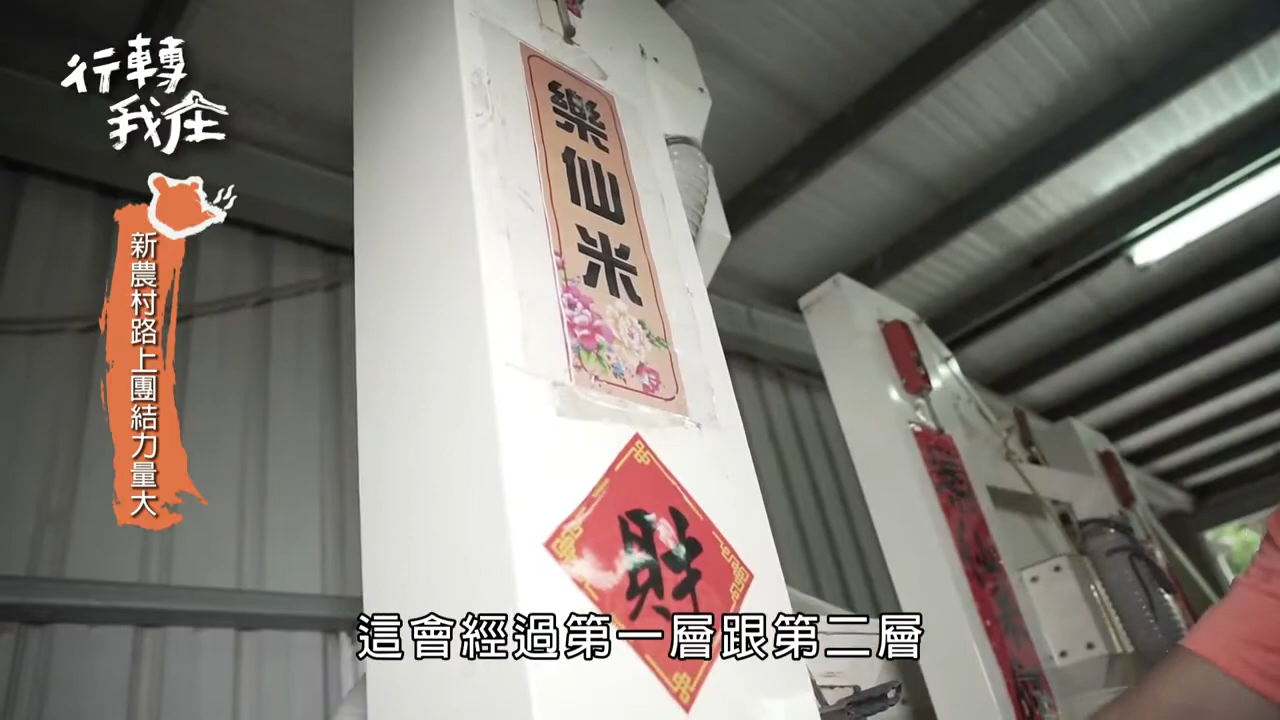 行轉
我庄
新農村路上團結力量大
樂仙米
財
這會經過第一層跟第二層